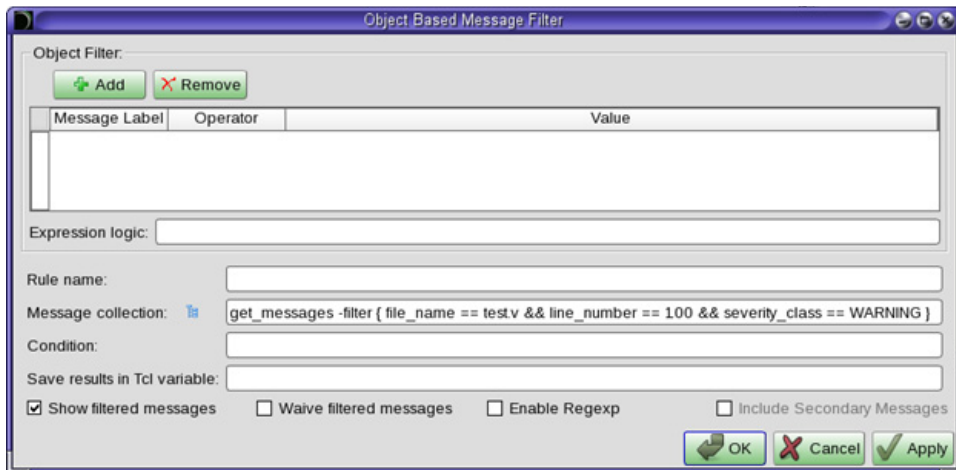 Object Based Message Filter
Object Filter:
Add Remove
Message Label Operator Value
Expression logic:
Rule name:
Message collection: get_messages -filter { file_name == test.v && line_number == 100 && severity_class == WARNING }
Condition:
Save results in Tcl variable:
Show filtered messages Waive filtered messages Enable Regexp Include Secondary Messages
OK Cancel Apply